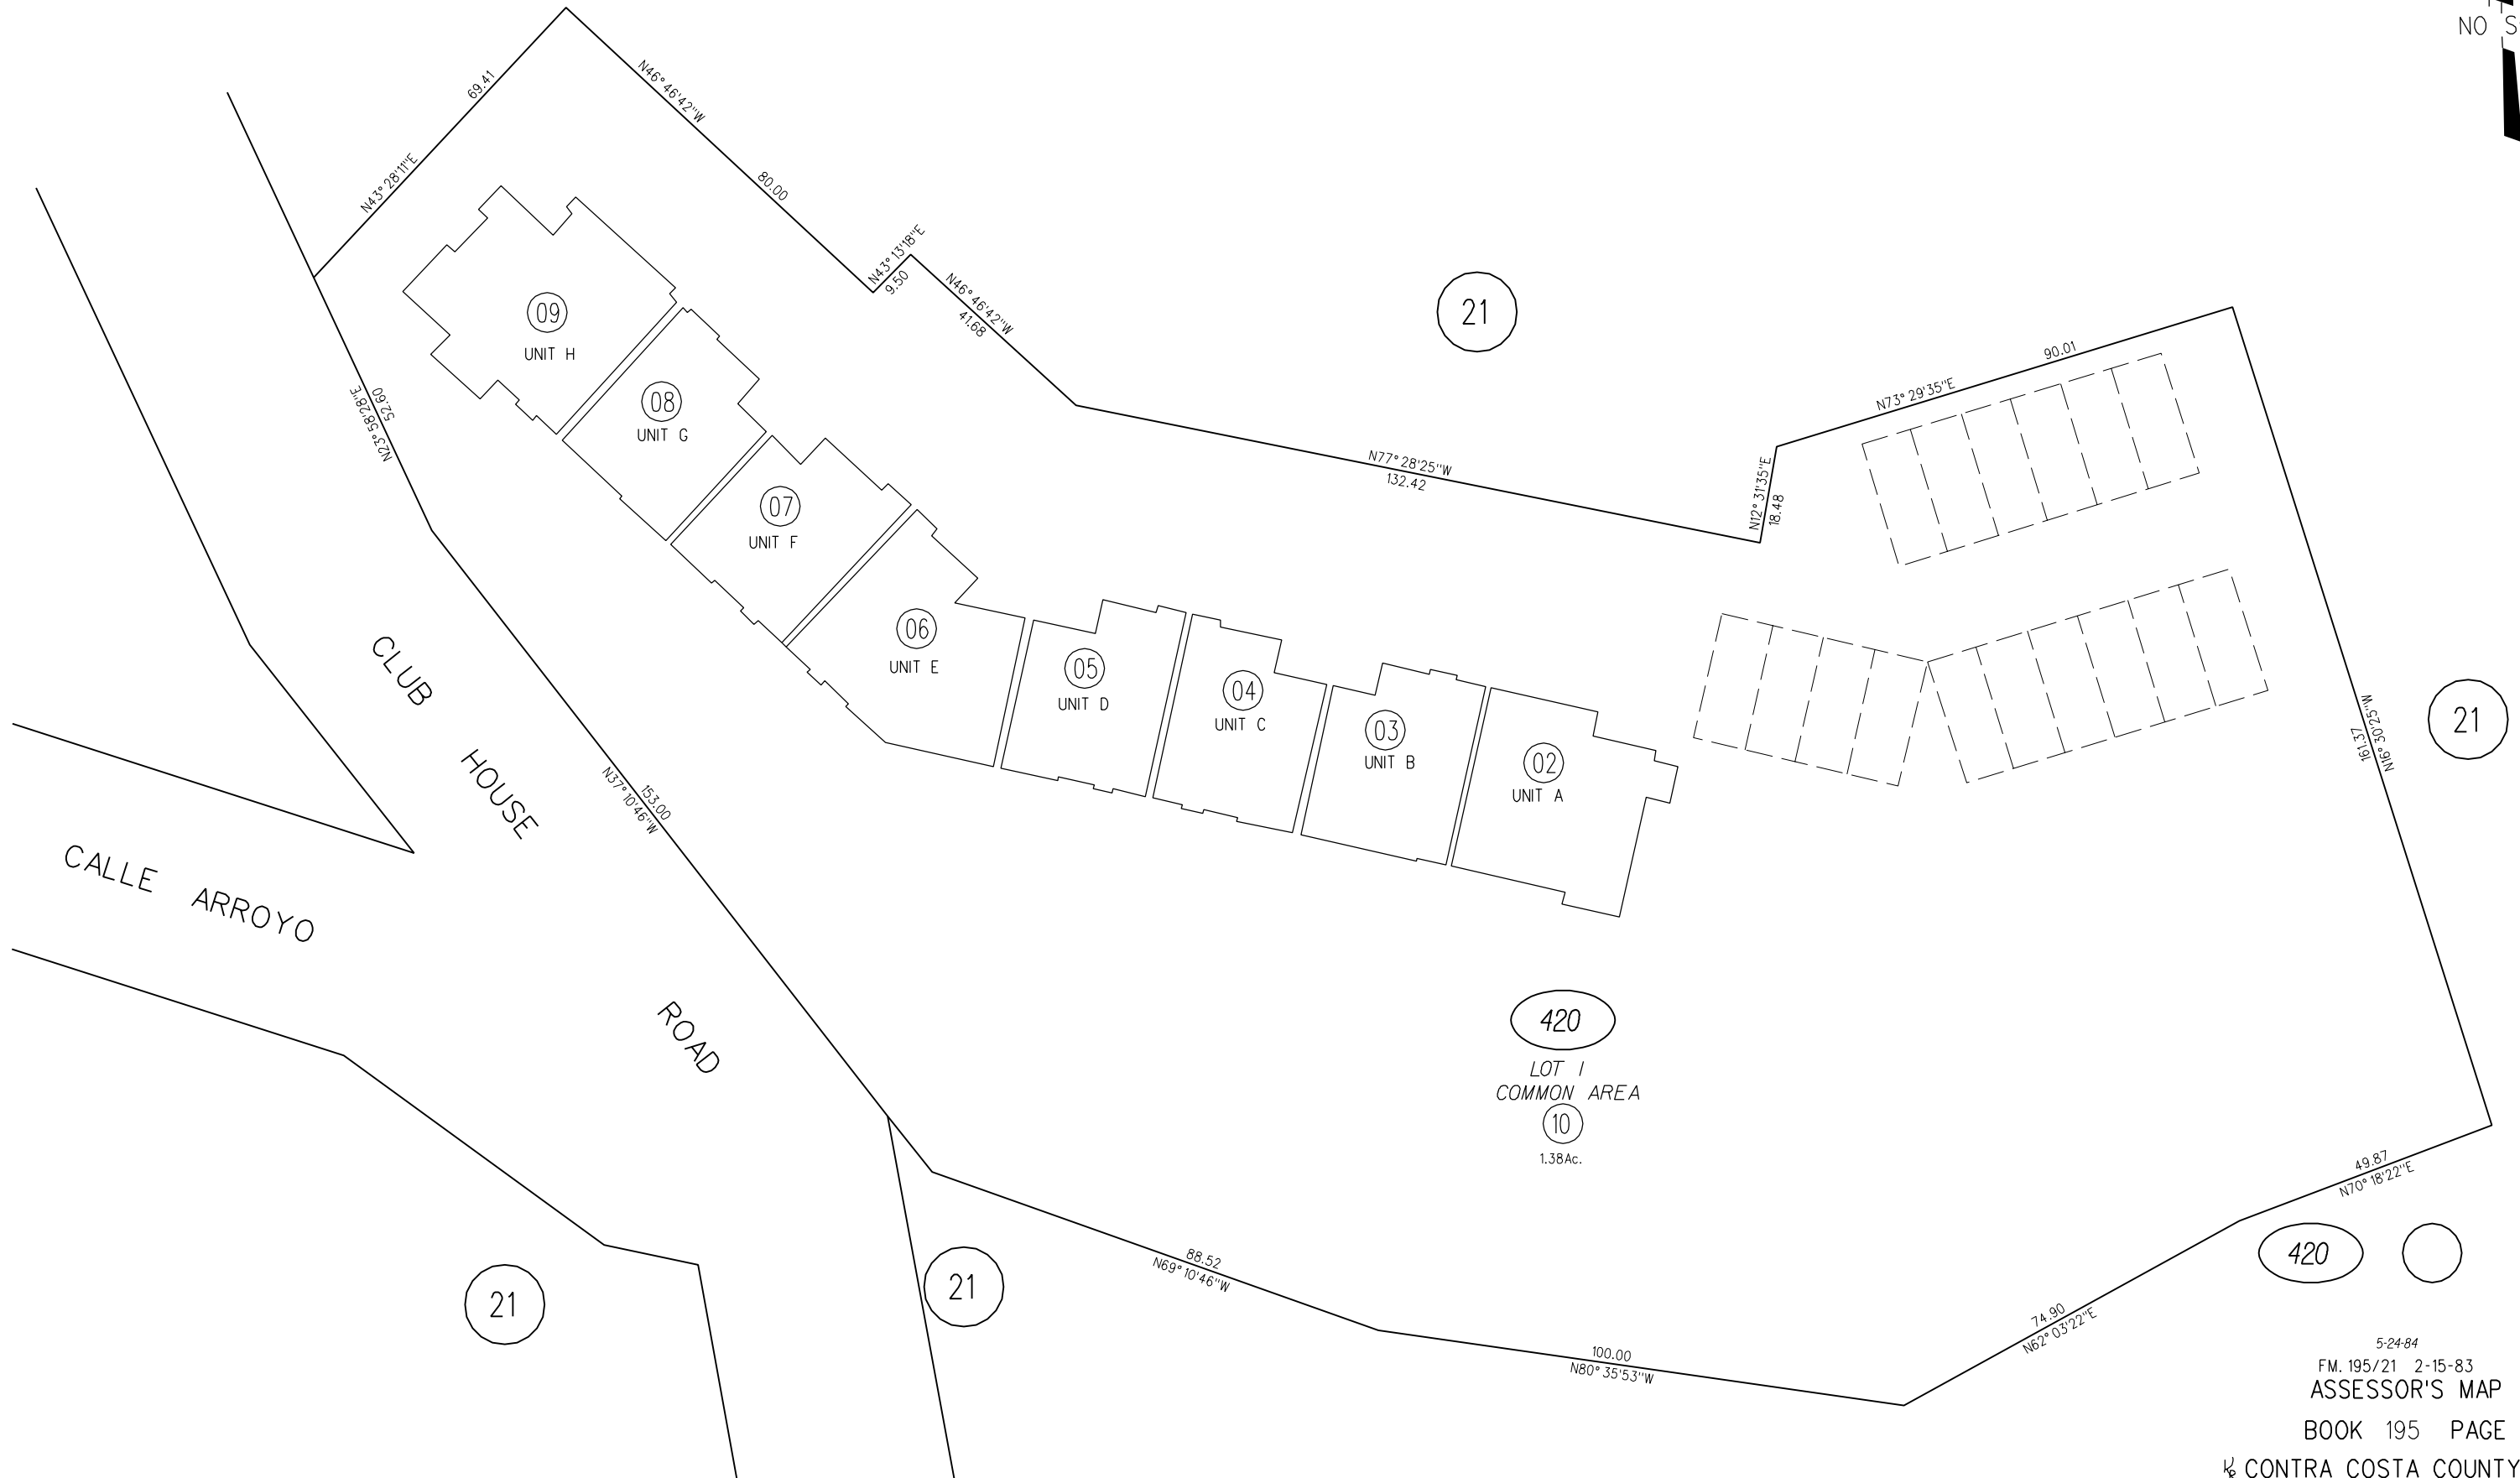 NO S
69.41
N43° 28'11"E
N46° 46'42"W
80.00
N43° 13'18"E
9.50
N46° 46'42"W
41.68
21
N77° 28'25"W
132.42
N12° 31'35"E
18.48
N73° 29'35"E
90.01
09
UNIT H
08
UNIT G
07
UNIT F
06
UNIT E
05
UNIT D
04
UNIT C
03
UNIT B
02
UNIT A
52.60
N23° 58'28"E
CLUB HOUSE ROAD
153.00
N37° 10'46"W
CALLE ARROYO
N16° 30'25"W
161.37
21
420
LOT 1
COMMON AREA
10
1.38Ac.
49.87
N70° 18'22"E
88.52
N69° 10'46"W
21
21
100.00
N80° 35'53"W
74.90
N62° 03'22"E
420
5-24-84
FM. 195/21 2-15-83
ASSESSOR'S MAP
BOOK 195 PAGE
CONTRA COSTA COUNTY